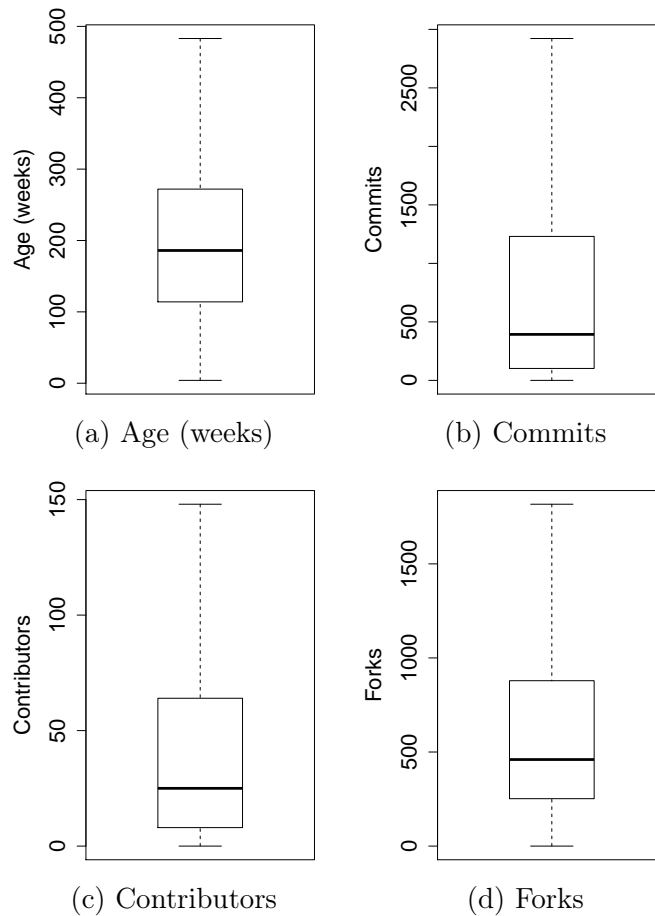 Age (weeks)
0
100
200
300
400
500
(a) Age (weeks)
Commits
0
500
1500
2500
(b) Commits
Contributors
0
50
100
150
(c) Contributors
Forks
0
500
1000
1500
(d) Forks